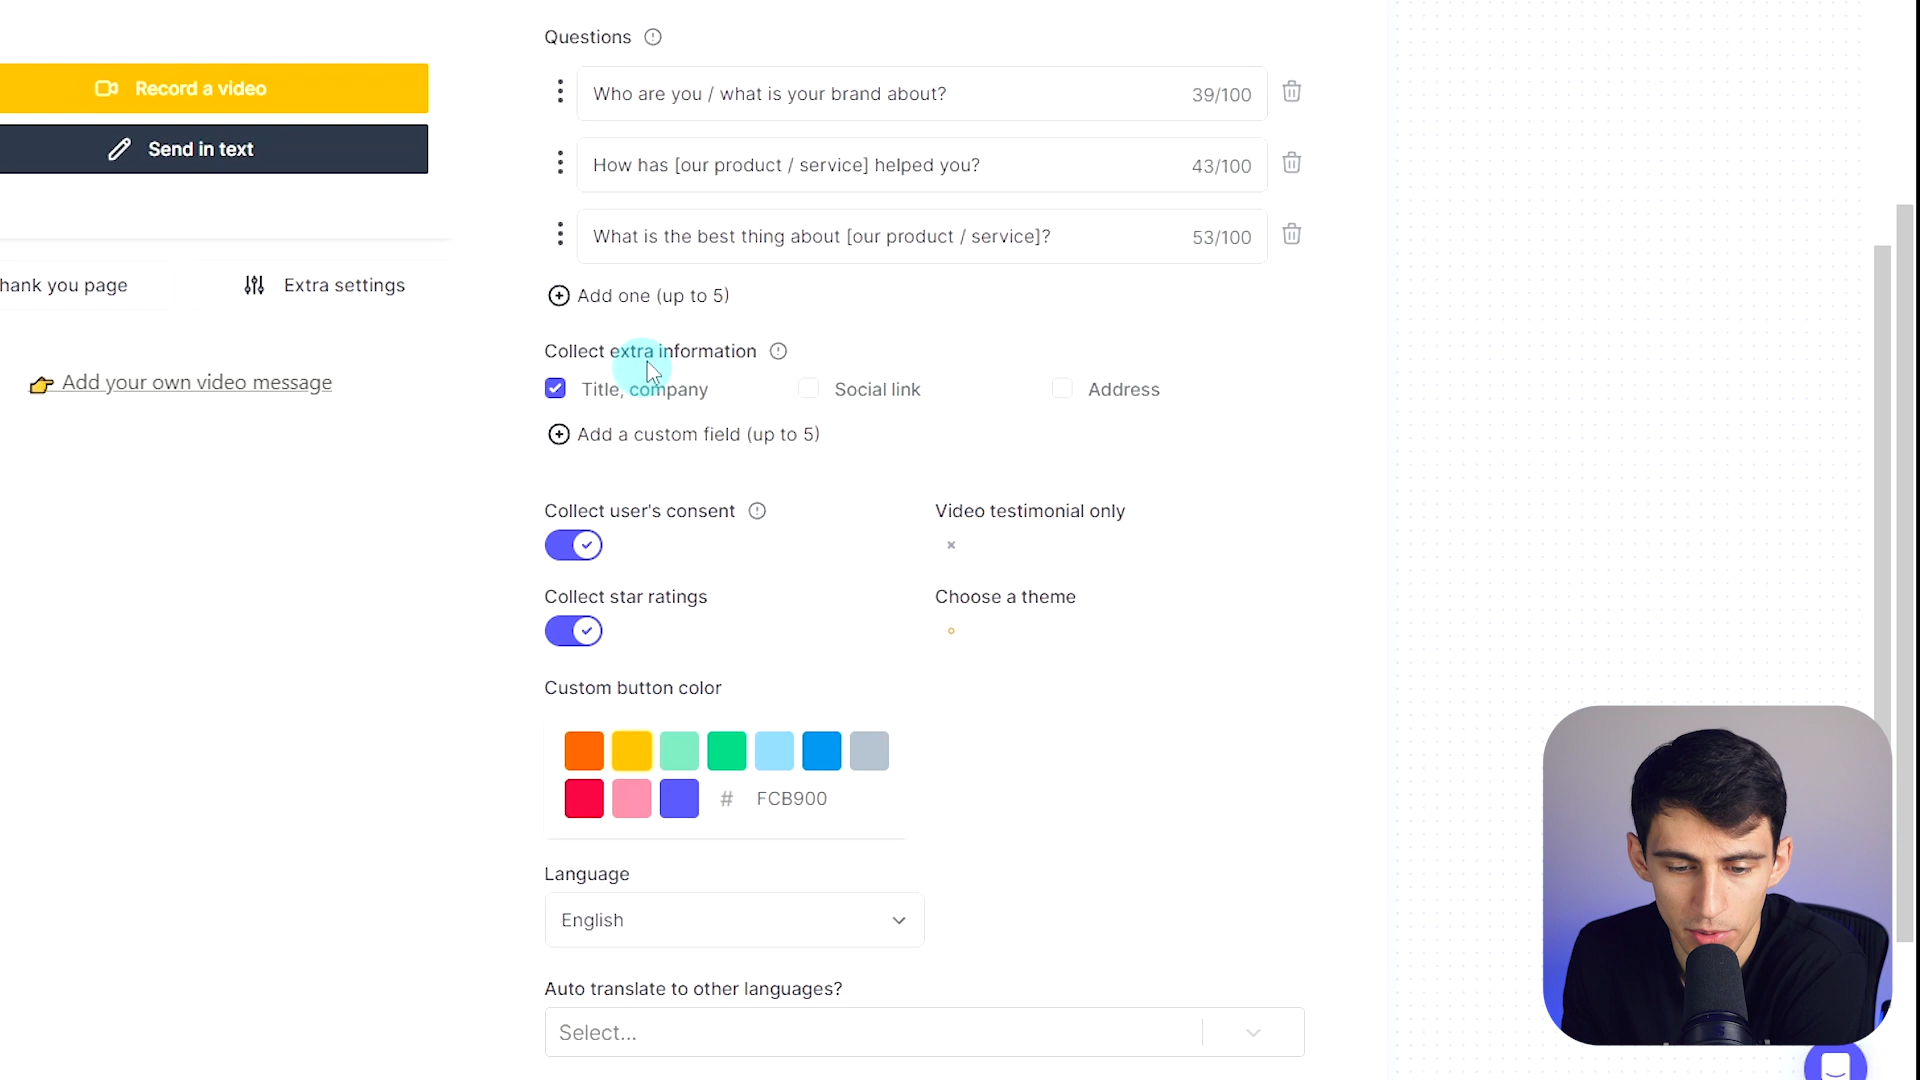 Questions
Record a video
Who are you / what is your brand about? 39/100
Send in text
How has [our product / service] helped you? 43/100
What is the best thing about [our product / service]? 53/100
hank you page
Extra settings
Add one (up to 5)
Collect extra information
Add your own video message
Title, company
Social link
Address
Add a custom field (up to 5)
Collect user's consent
Video testimonial only
Collect star ratings
Choose a theme
Custom button color
# FCB900
Language
English
Auto translate to other languages?
Select...